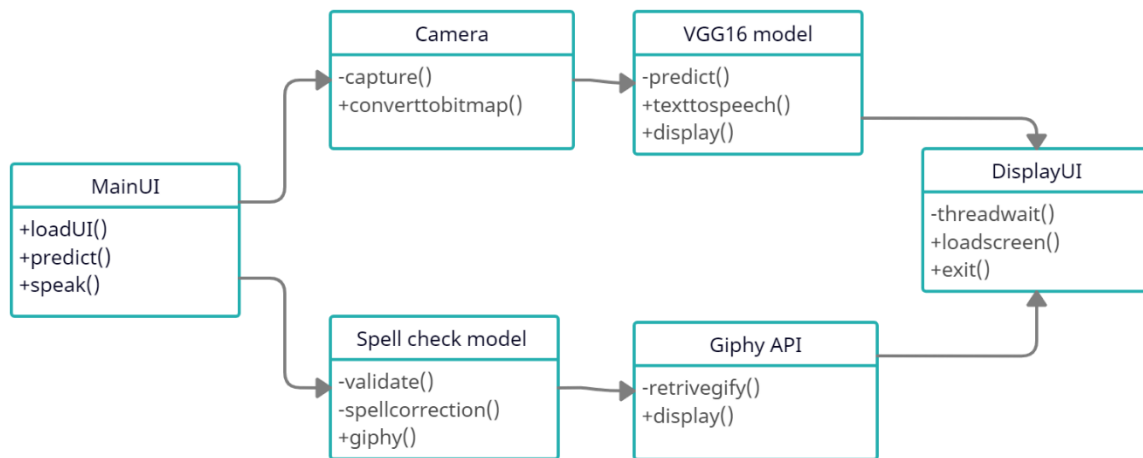 Camera
-capture()
+converttobitmap()
VGG16 model
-predict()
+texttospeech()
+display()
MainUI
+loadUI()
+predict()
+speak()
DisplayUI
-threadwait()
+loadscreen()
+exit()
Spell check model
-validate()
-spellcorrection()
+giphy()
Giphy API
-retrivegify()
+display()